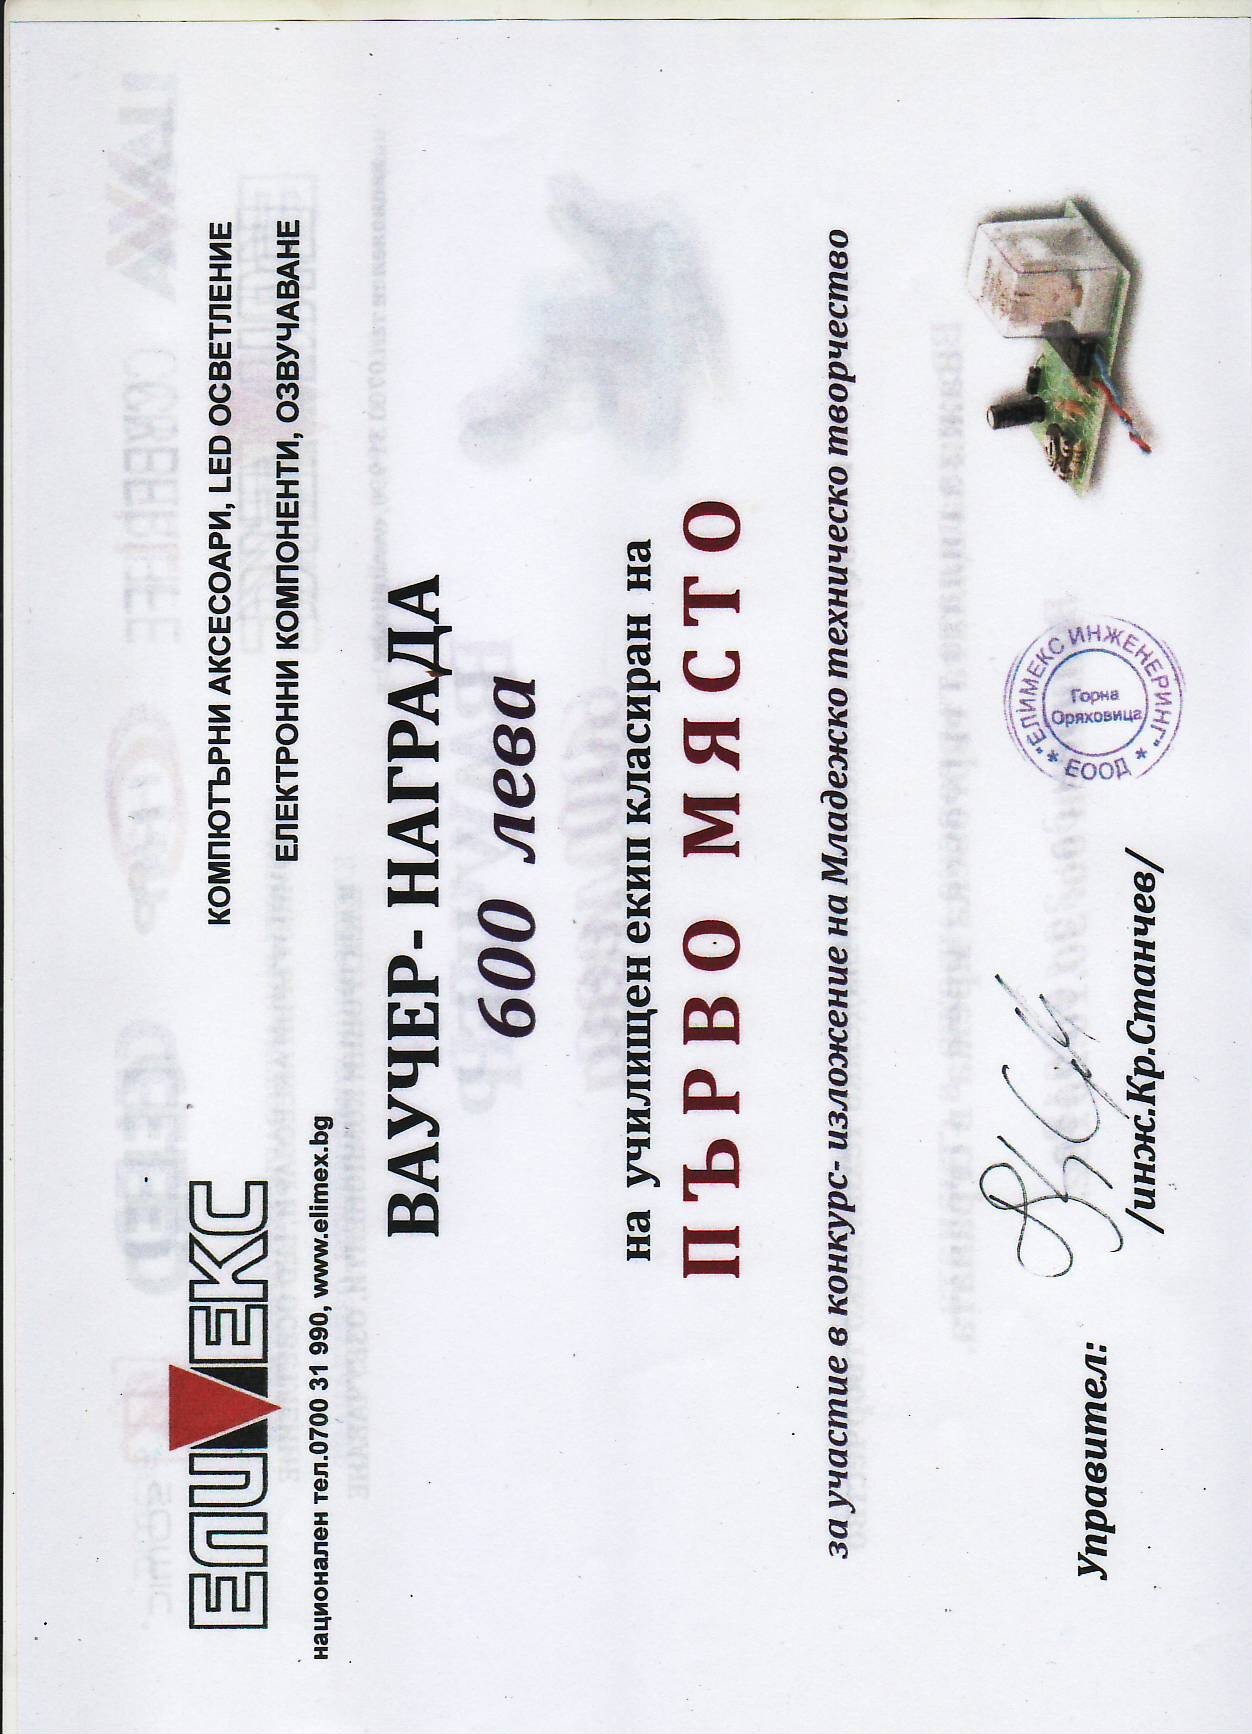 ЕЛИМЕКС
национален тел.0700 31 990, www.elimex.bg
КОМПЮТЪРНИ АКСЕСОАРИ, LED ОСВЕТЛЕНИЕ
ЕЛЕКТРОННИ КОМПОНЕНТИ, ОЗВУЧАВАНЕ
ВАУЧЕР- НАГРАДА
600 лева
на училищен екип класиран на
ПЪРВО МЯСТО
за участие в конкурс- изложение на Младежко техническо творчество
Управител:
/инж.Кр.Станчев/
"ЕЛИМЕКС ИНЖЕНЕРИНГ"
Горна
Оряховица
* ЕООД *